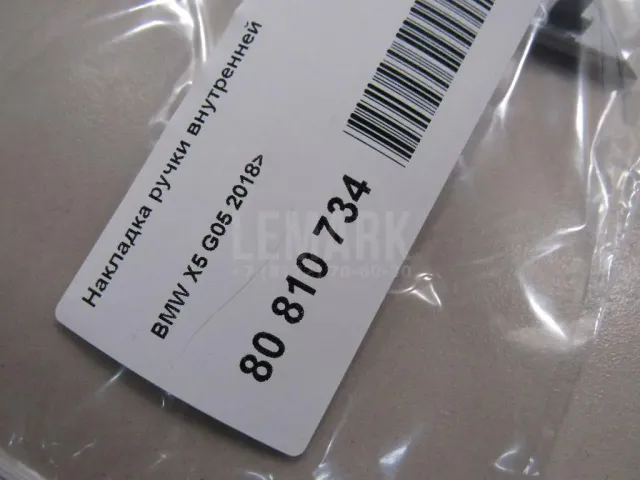 Накладка ручки внутренней
BMW X5 G05 2018>
80 810 734
LEMARK